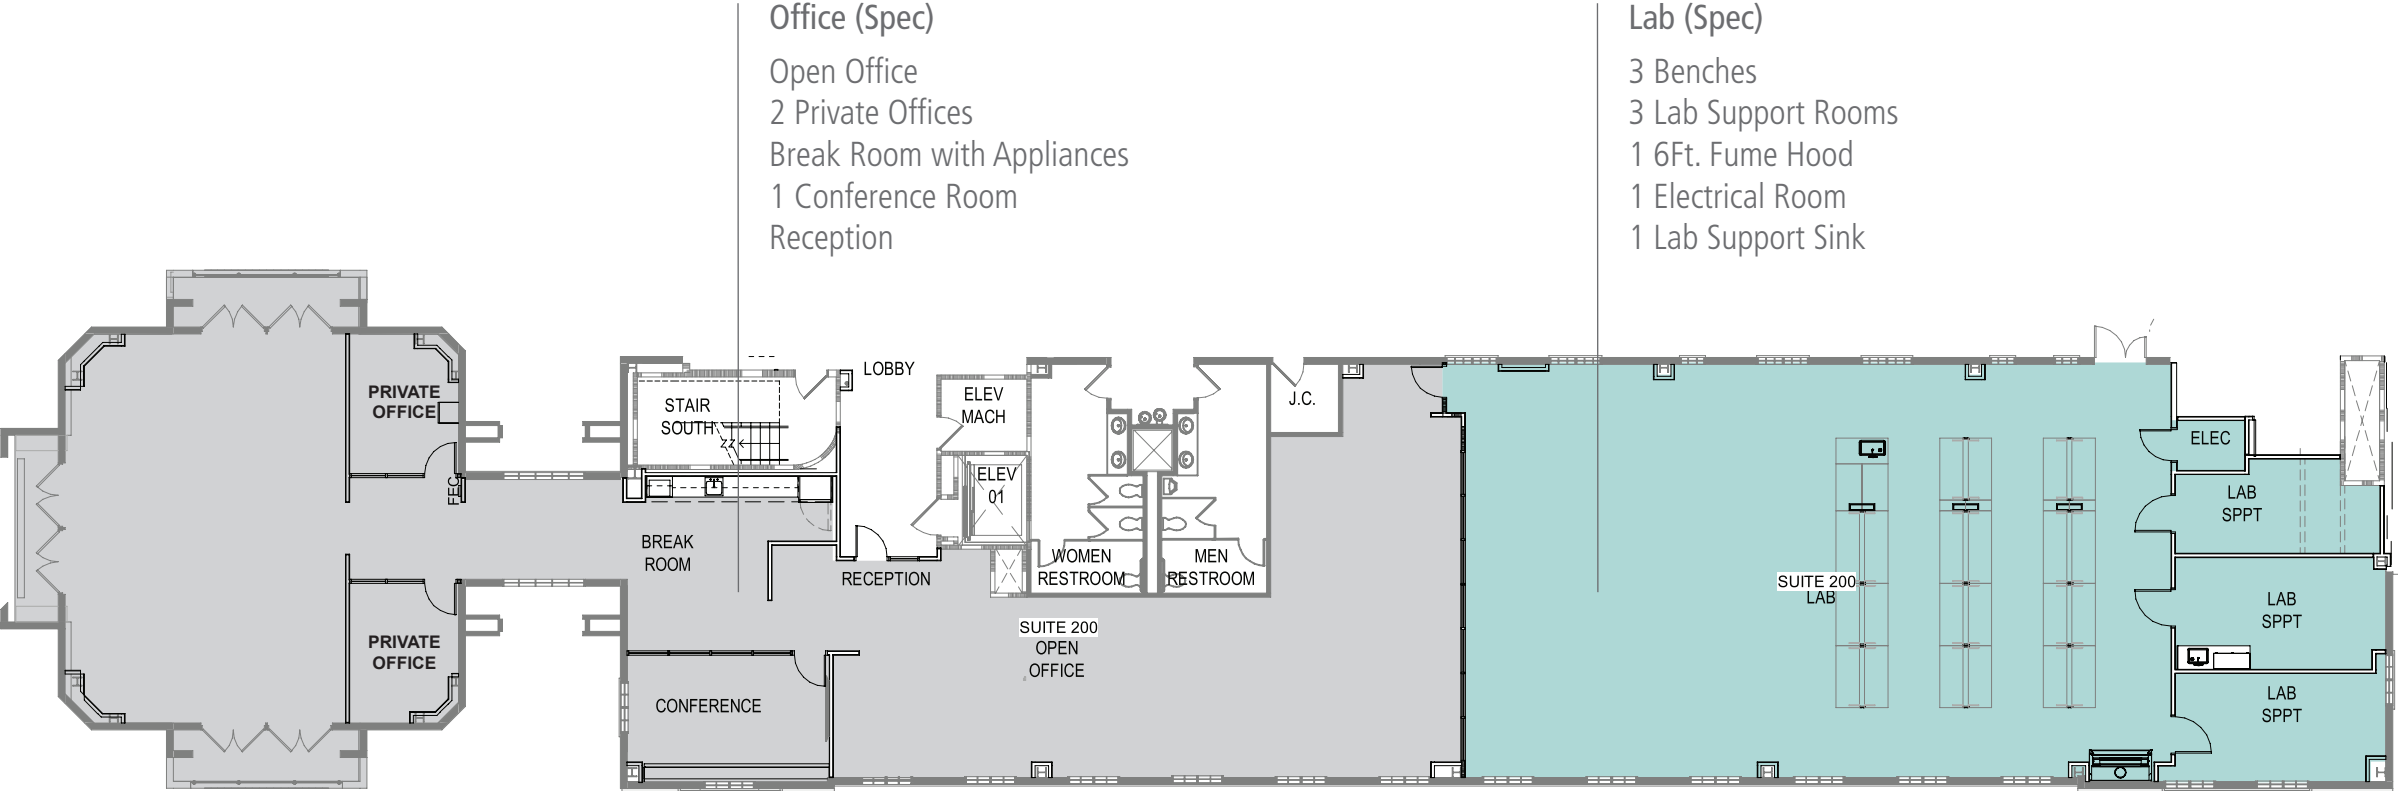 Office (Spec)
Open Office
2 Private Offices
Break Room with Appliances
1 Conference Room
Reception
Lab (Spec)
3 Benches
3 Lab Support Rooms
1 6Ft. Fume Hood
1 Electrical Room
1 Lab Support Sink
PRIVATE
OFFICE
FEC
PRIVATE
OFFICE
STAIR
SOUTH
LOBBY
ELEV
MACH
ELEV
01
BREAK
ROOM
RECEPTION
CONFERENCE
WOMEN
RESTROOM
MEN
RESTROOM
J.C.
SUITE 200
OPEN
OFFICE
SUITE 200
LAB
ELEC
LAB
SPPT
LAB
SPPT
LAB
SPPT